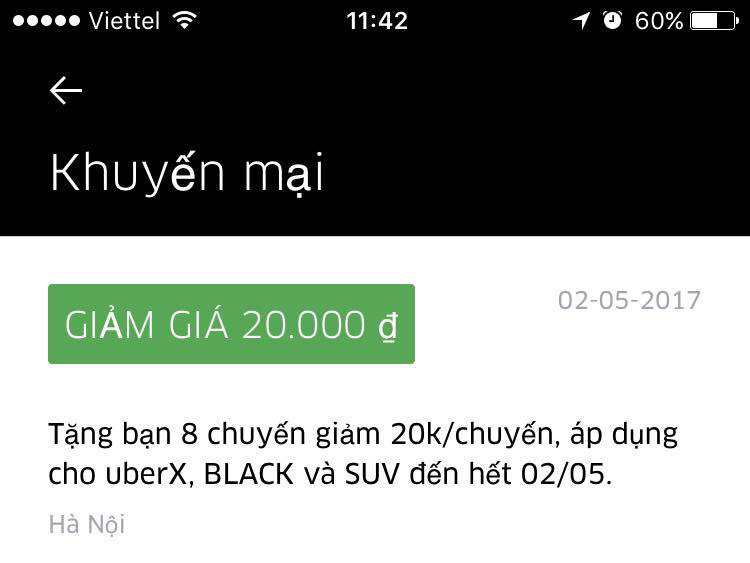 Viettel 11:42 60%
Khuyến mại
GIẢM GIÁ 20.000 ₫ 02-05-2017
Tặng bạn 8 chuyến giảm 20k/chuyến, áp dụng
cho uberX, BLACK và SUV đến hết 02/05.
Hà Nội